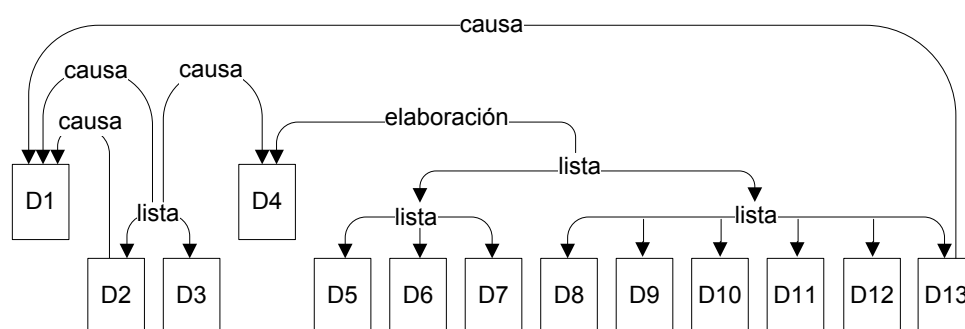 causa
causa
causa
causa
elaboración
lista
D1
D4
lista
lista
lista
D2
D3
D5
D6
D7
D8
D9
D10
D11
D12
D13